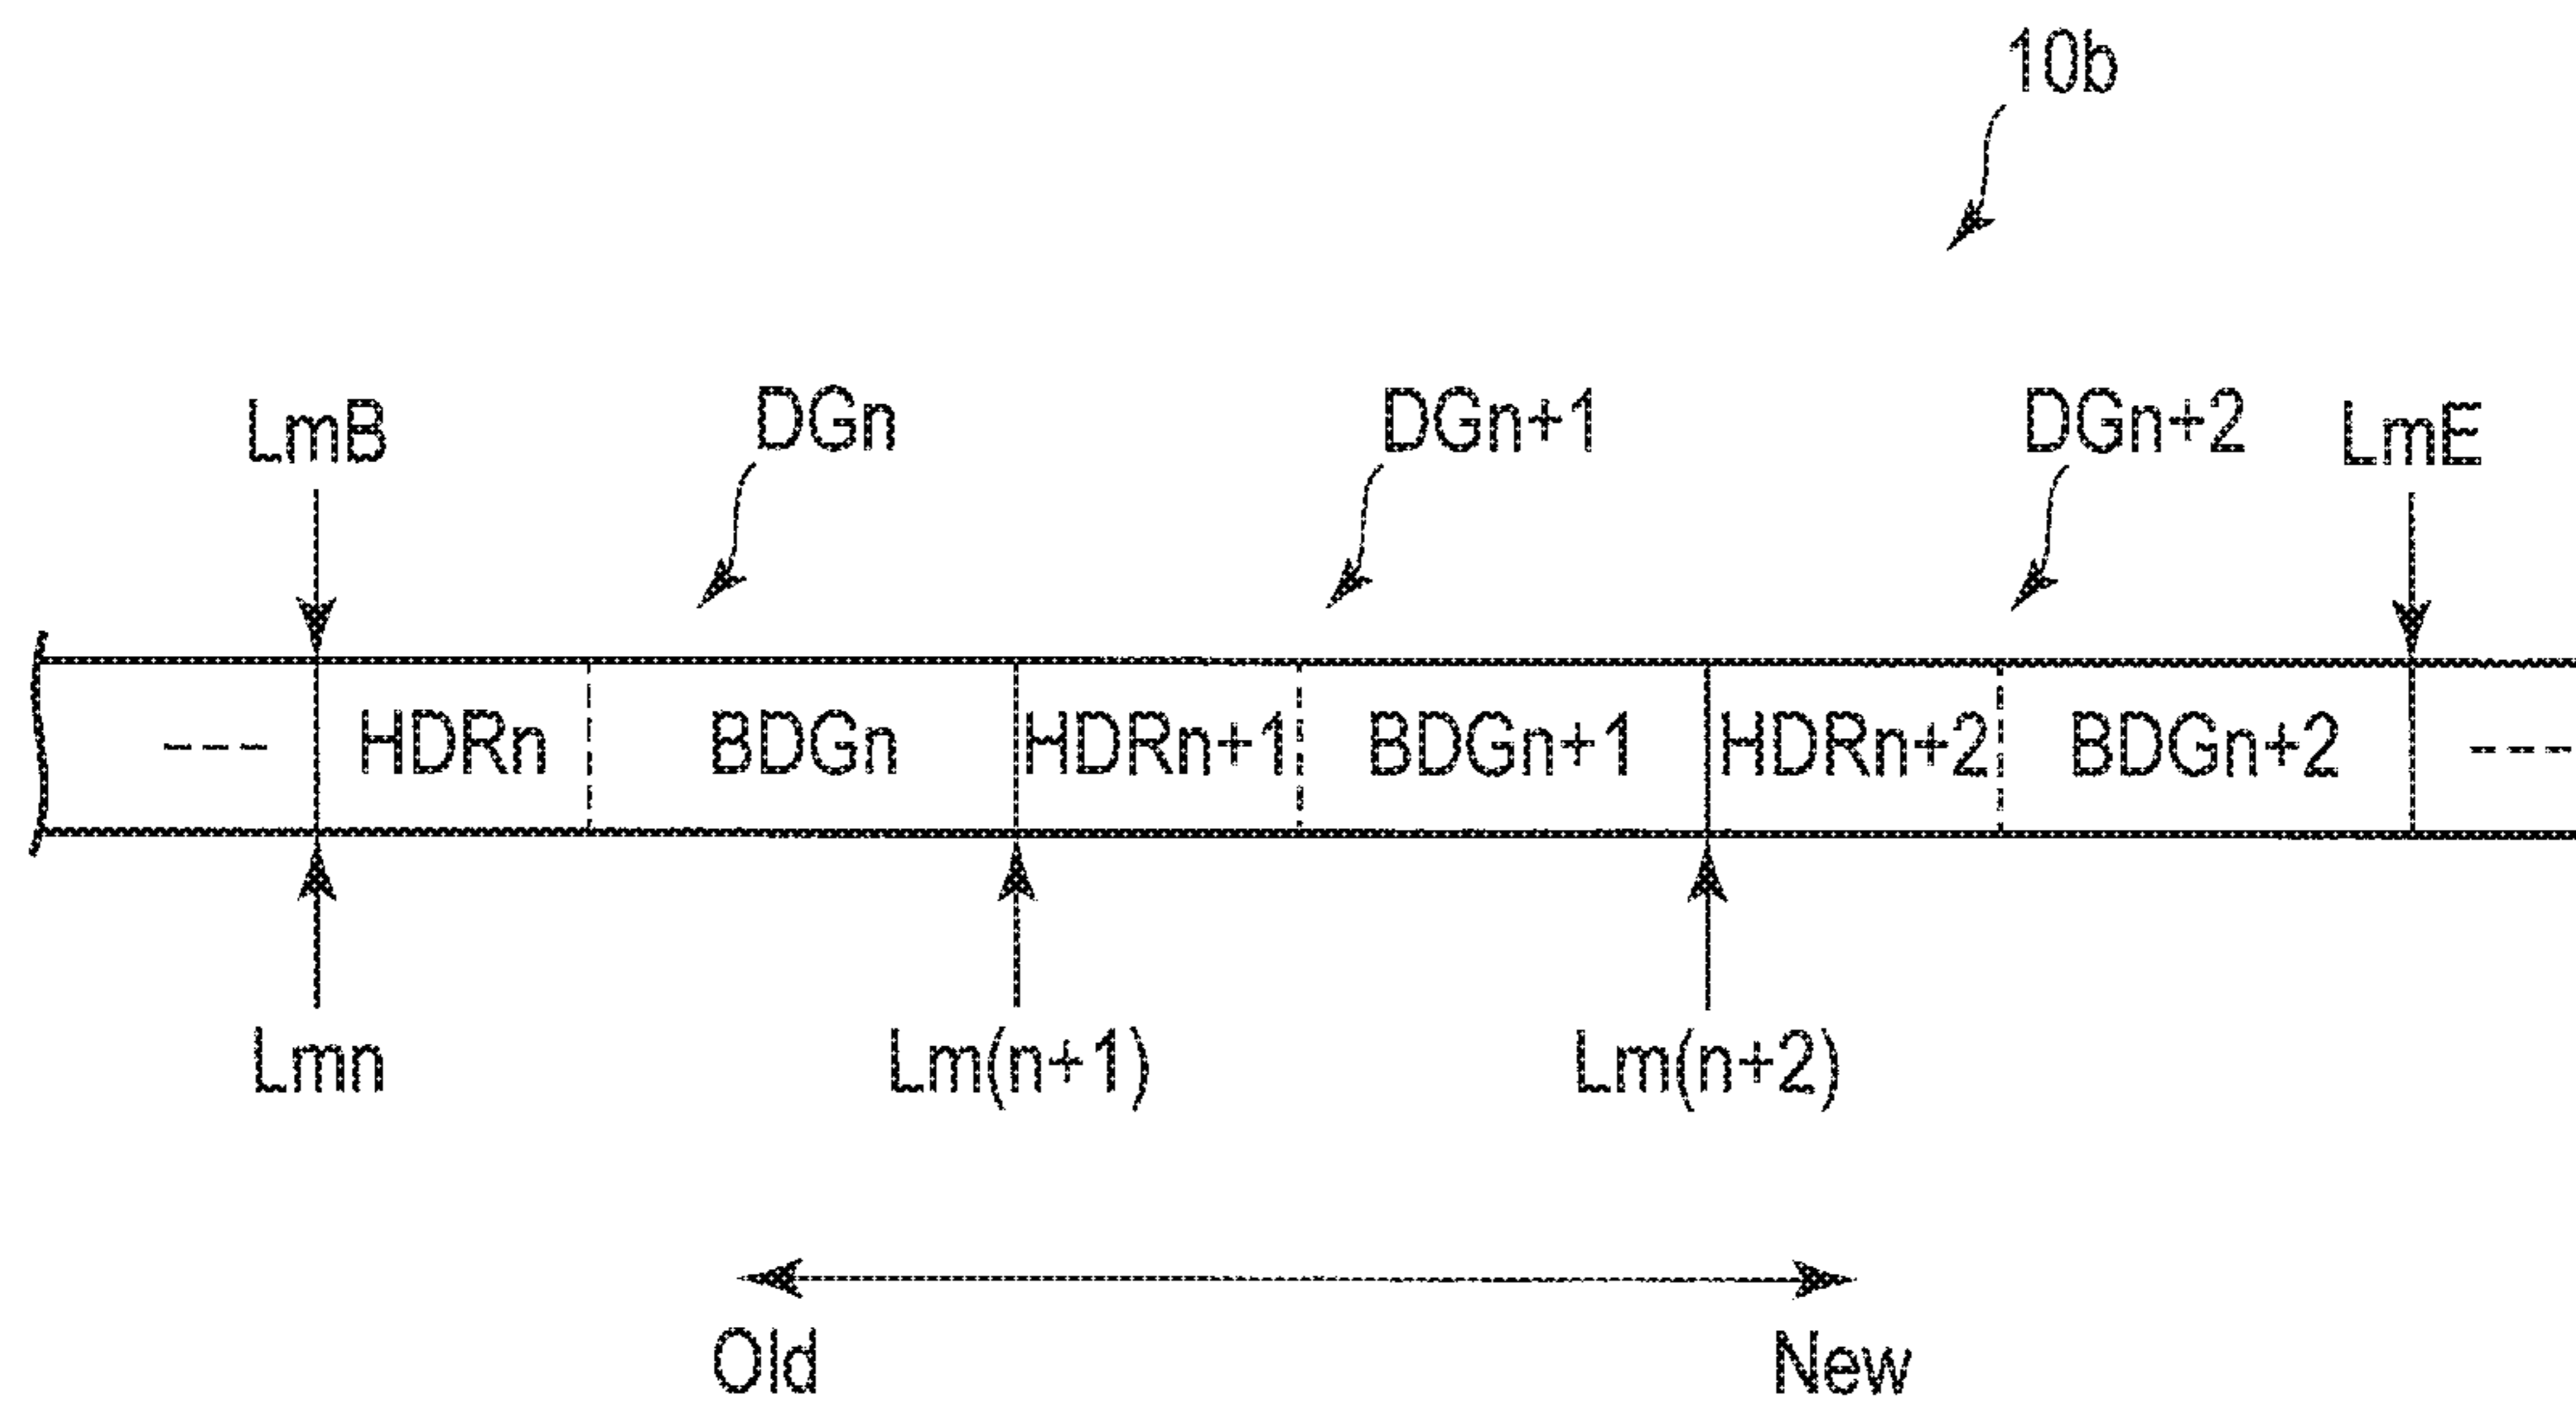 10b
LmB DGn DGn+1 DGn+2 LmE
--- HDRn BDGn HDRn+1 BDGn+1 HDRn+2 BDGn+2 ----
Lmn Lm(n+1) Lm(n+2)
Old New